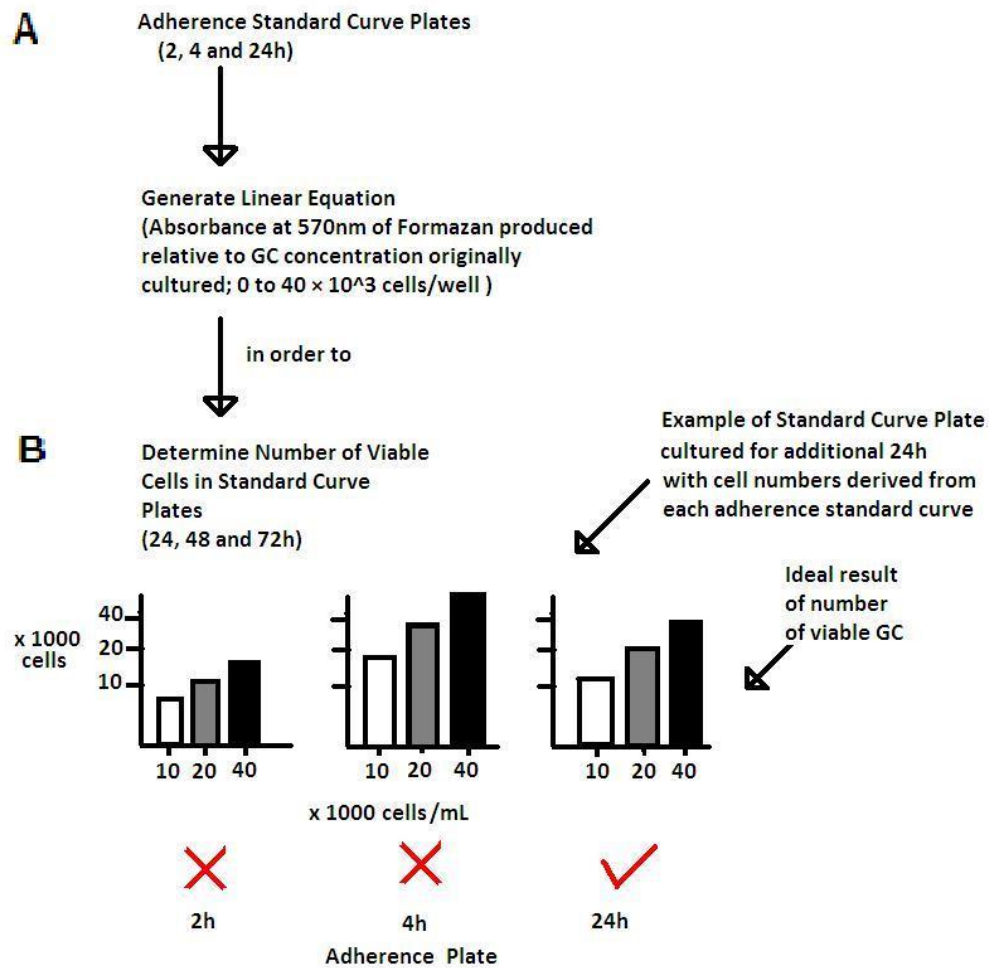 A
Adherence Standard Curve Plates
(2, 4 and 24h)
Generate Linear Equation
(Absorbance at 570nm of Formazan produced
relative to GC concentration originally
cultured; 0 to 40 × 10^3 cells/well )
in order to
B
Determine Number of Viable
Cells in Standard Curve
Plates
(24, 48 and 72h)
Example of Standard Curve Plate
cultured for additional 24h
with cell numbers derived from
each adherence standard curve
Ideal result
of number
of viable GC
x 1000
cells
40
20
10
10 20 40
10 20 40
10 20 40
x 1000 cells/mL
2h
4h
24h
Adherence Plate